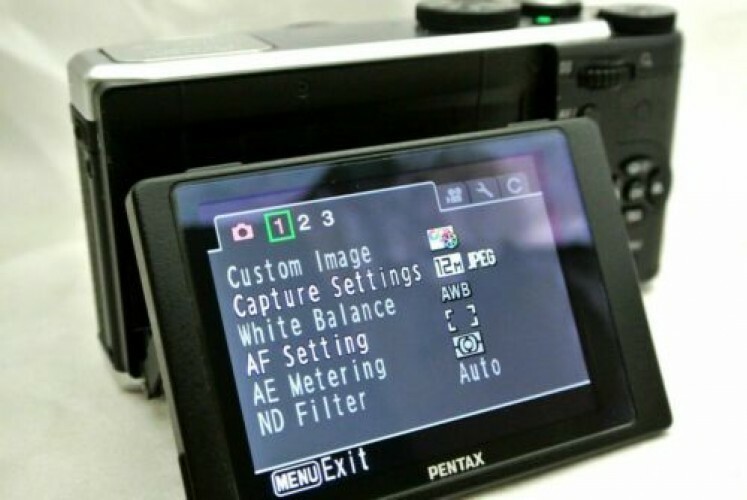 1 2 3
Custom Image
Capture Settings 12M JPEG
White Balance AWB
AF Setting
AE Metering
ND Filter Auto
MENU Exit
PENTAX